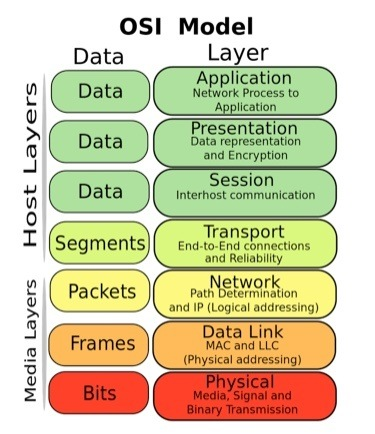 OSI Model
Data
Layer
Host Layers
Data
Application
Network Process to
Application
Data
Presentation
Data representation
and Encryption
Data
Session
Interhost communication
Segments
Transport
End-to-End connections
and Reliability
Media Layers
Packets
Network
Path Determination
and IP (Logical addressing)
Frames
Data Link
MAC and LLC
(Physical addressing)
Bits
Physical
Media, Signal and
Binary Transmission